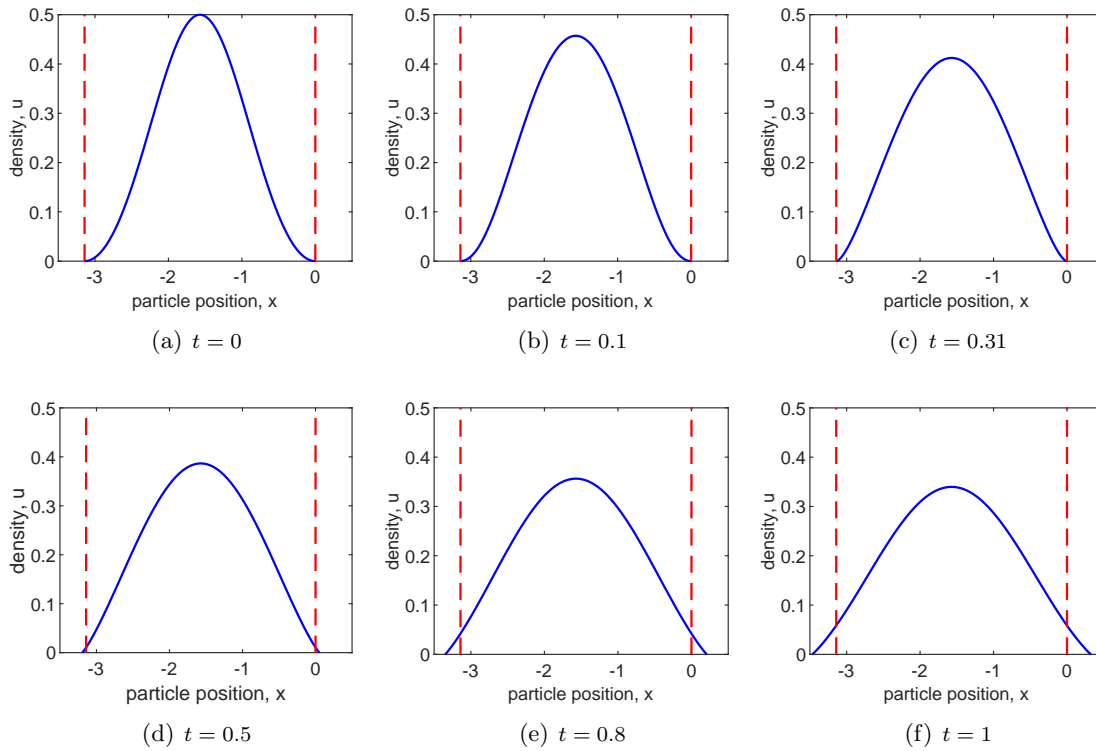 0.5
0.4
0.3
0.2
0.1
0
density, u
-3 -2 -1 0
particle position, x
(a) t = 0
0.5
0.4
0.3
0.2
0.1
0
density, u
-3 -2 -1 0
particle position, x
(b) t = 0.1
0.5
0.4
0.3
0.2
0.1
0
density, u
-3 -2 -1 0
particle position, x
(c) t = 0.31
0.5
0.4
0.3
0.2
0.1
0
density, u
-3 -2 -1 0
particle position, x
(d) t = 0.5
0.5
0.4
0.3
0.2
0.1
0
density, u
-3 -2 -1 0
particle position, x
(e) t = 0.8
0.5
0.4
0.3
0.2
0.1
0
density, u
-3 -2 -1 0
particle position, x
(f) t = 1